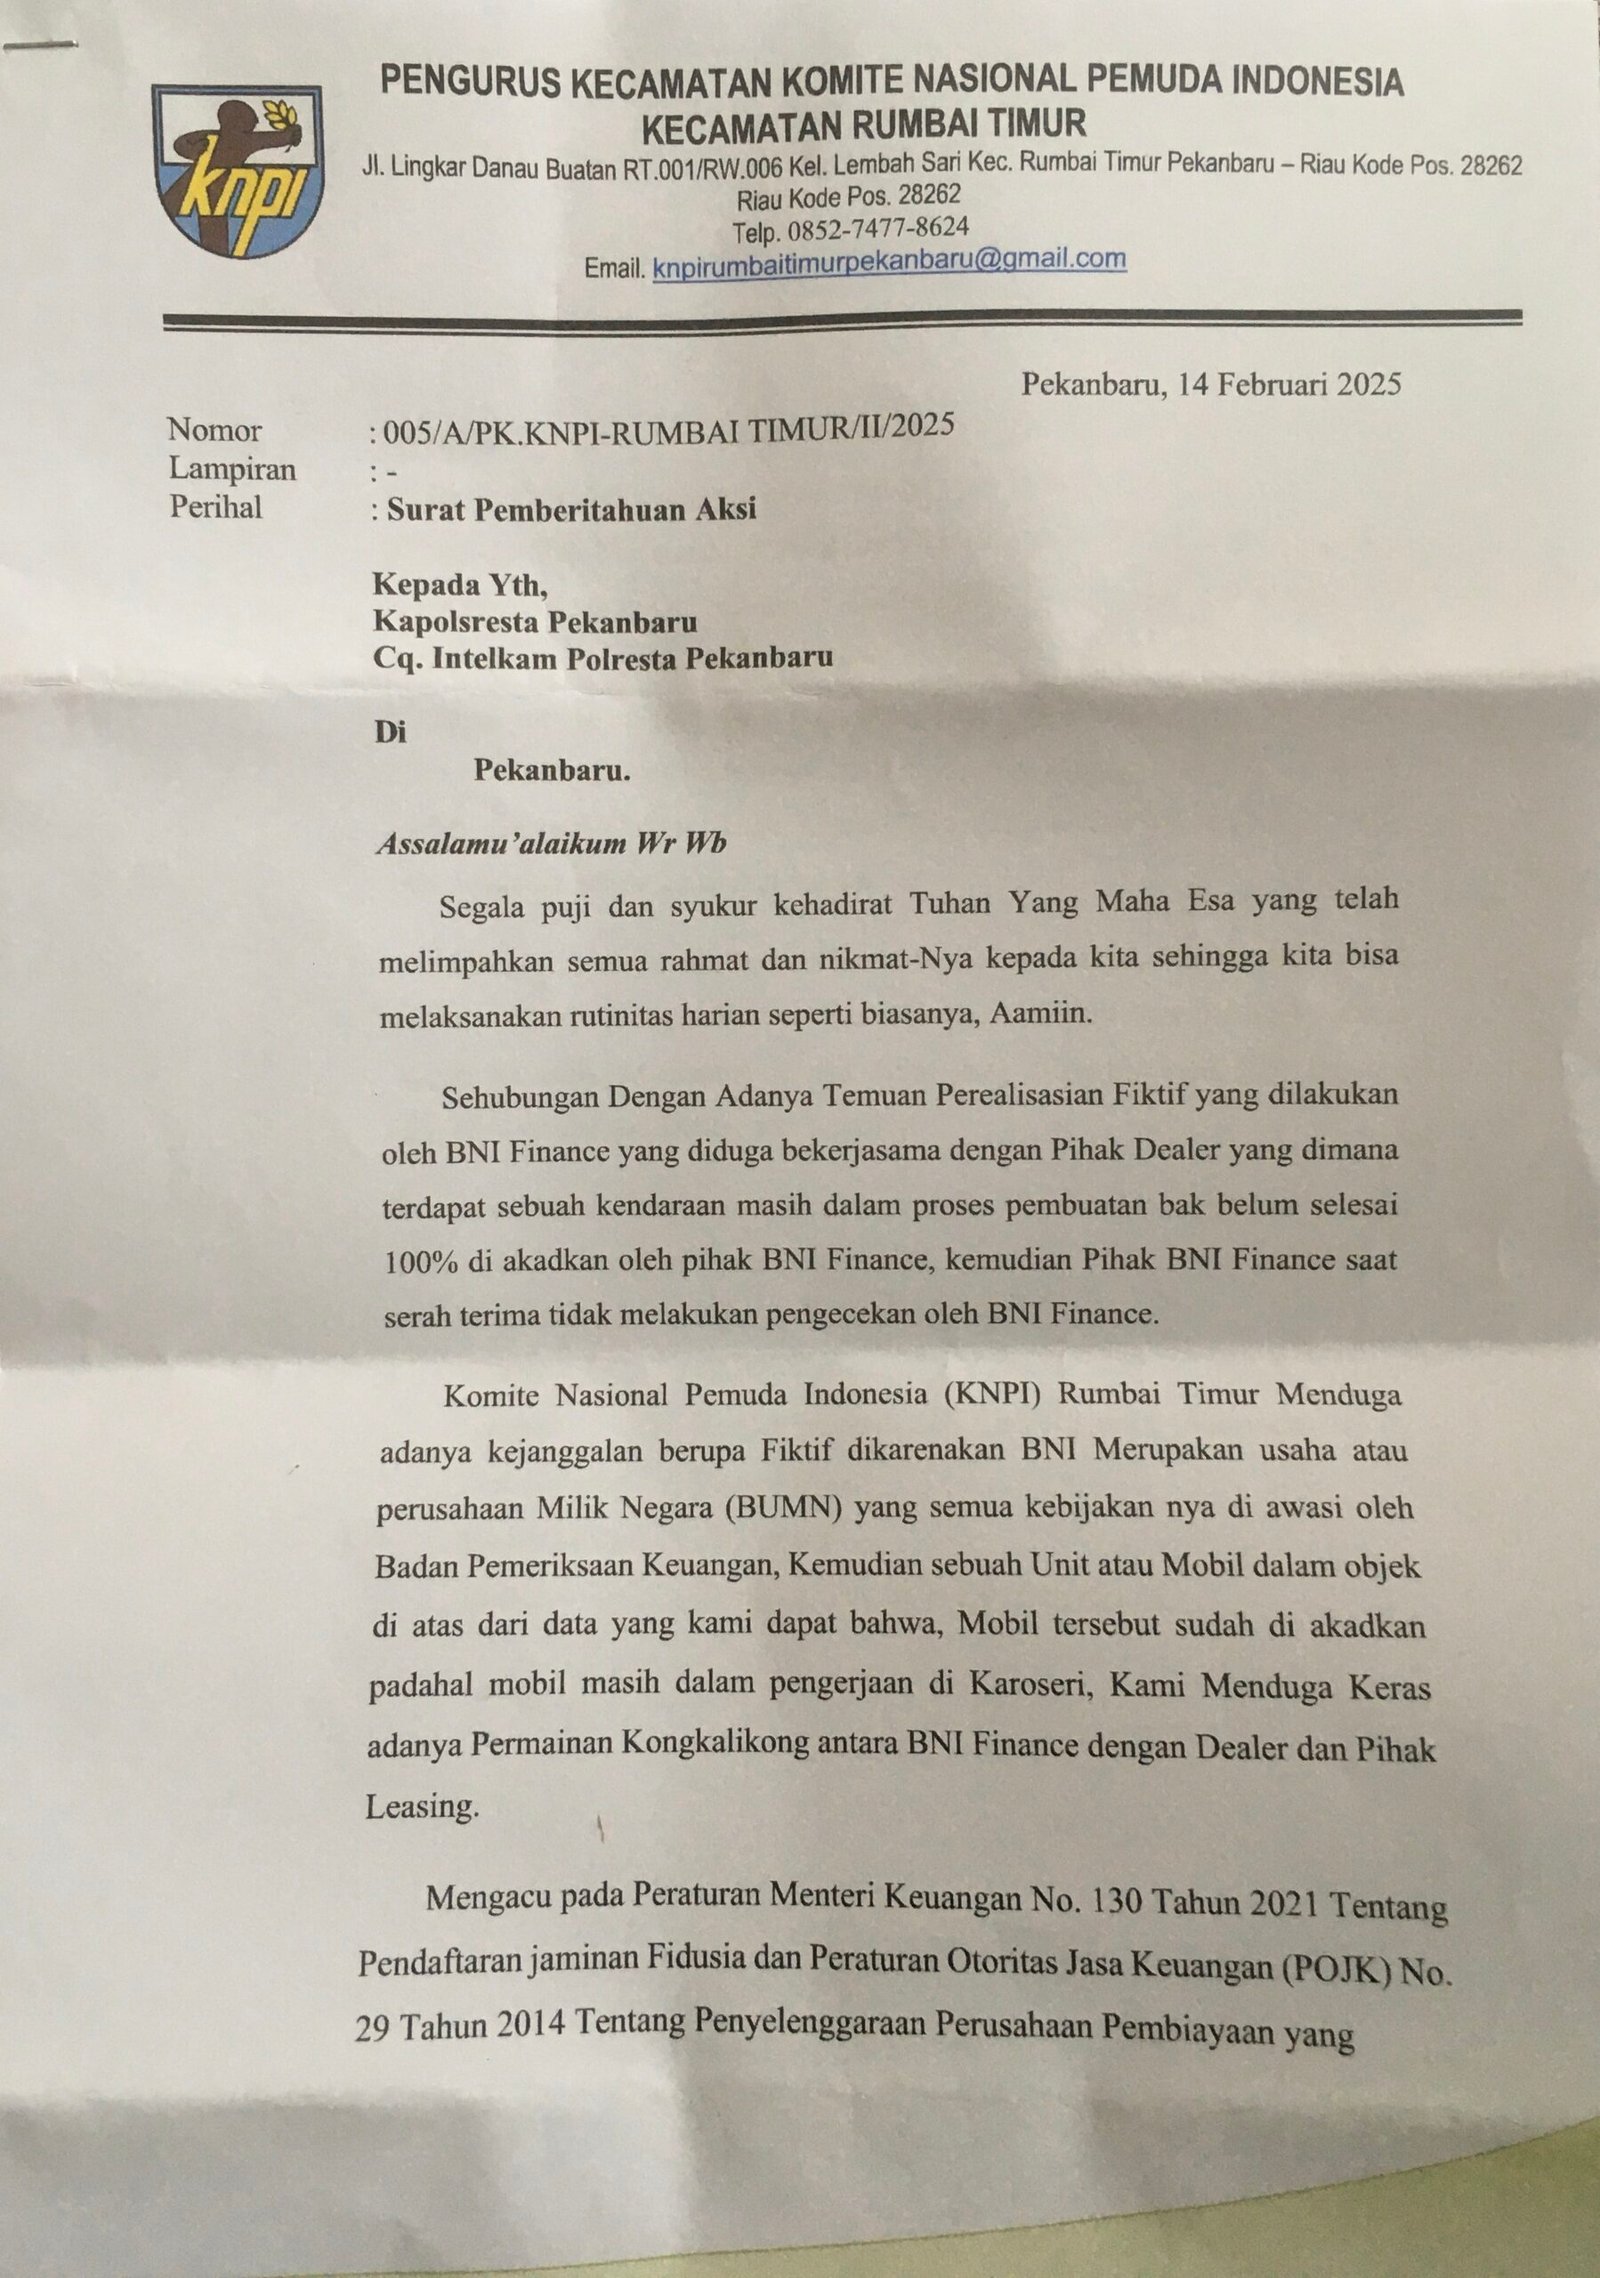 knpi
PENGURUS KECAMATAN KOMITE NASIONAL PEMUDA INDONESIA
KECAMATAN RUMBAI TIMUR
Jl. Lingkar Danau Buatan RT.001/RW.006 Kel. Lembah Sari Kec. Rumbai Timur Pekanbaru – Riau Kode Pos. 28262
Riau Kode Pos. 28262
Telp. 0852-7477-8624
Email. knpirumbaitimurpekanbaru@gmail.com
Pekanbaru, 14 Februari 2025
Nomor : 005/A/PK.KNPI-RUMBAI TIMUR/II/2025
Lampiran : -
Perihal : Surat Pemberitahuan Aksi
Kepada Yth,
Kapolsresta Pekanbaru
Cq. Intelkam Polresta Pekanbaru
Di
Pekanbaru.
Assalamu’alaikum Wr Wb
Segala puji dan syukur kehadirat Tuhan Yang Maha Esa yang telah
melimpahkan semua rahmat dan nikmat-Nya kepada kita sehingga kita bisa
melaksanakan rutinitas harian seperti biasanya, Aamiin.
Sehubungan Dengan Adanya Temuan Perealisasian Fiktif yang dilakukan
oleh BNI Finance yang diduga bekerjasama dengan Pihak Dealer yang dimana
terdapat sebuah kendaraan masih dalam proses pembuatan bak belum selesai
100% di akadkan oleh pihak BNI Finance, kemudian Pihak BNI Finance saat
serah terima tidak melakukan pengecekan oleh BNI Finance.
Komite Nasional Pemuda Indonesia (KNPI) Rumbai Timur Menduga
adanya kejanggalan berupa Fiktif dikarenakan BNI Merupakan usaha atau
perusahaan Milik Negara (BUMN) yang semua kebijakan nya di awasi oleh
Badan Pemeriksaan Keuangan, Kemudian sebuah Unit atau Mobil dalam objek
di atas dari data yang kami dapat bahwa, Mobil tersebut sudah di akadkan
padahal mobil masih dalam pengerjaan di Karoseri, Kami Menduga Keras
adanya Permainan Kongkalikong antara BNI Finance dengan Dealer dan Pihak
Leasing.
Mengacu pada Peraturan Menteri Keuangan No. 130 Tahun 2021 Tentang
Pendaftaran jaminan Fidusia dan Peraturan Otoritas Jasa Keuangan (POJK) No.
29 Tahun 2014 Tentang Penyelenggaraan Perusahaan Pembiayaan yang